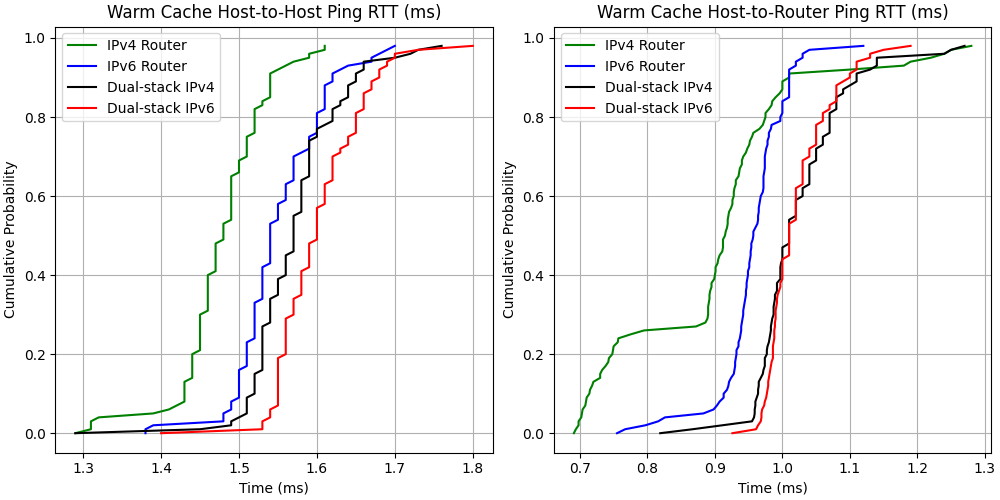 Warm Cache Host-to-Host Ping RTT (ms)
IPv4 Router
IPv6 Router
Dual-stack IPv4
Dual-stack IPv6
1.0
0.8
0.6
0.4
0.2
0.0
Cumulative Probability
1.3 1.4 1.5 1.6 1.7 1.8
Time (ms)
Warm Cache Host-to-Router Ping RTT (ms)
IPv4 Router
IPv6 Router
Dual-stack IPv4
Dual-stack IPv6
1.0
0.8
0.6
0.4
0.2
0.0
Cumulative Probability
0.7 0.8 0.9 1.0 1.1 1.2 1.3
Time (ms)